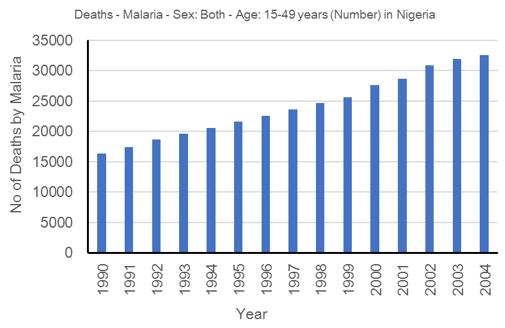 Deaths - Malaria - Sex: Both - Age: 15-49 years (Number) in Nigeria
No of Deaths by Malaria
35000
30000
25000
20000
15000
10000
5000
0
1990 1991 1992 1993 1994 1995 1996 1997 1998 1999 2000 2001 2002 2003 2004
Year